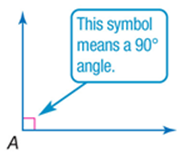 This symbol
means a 90°
angle.
A